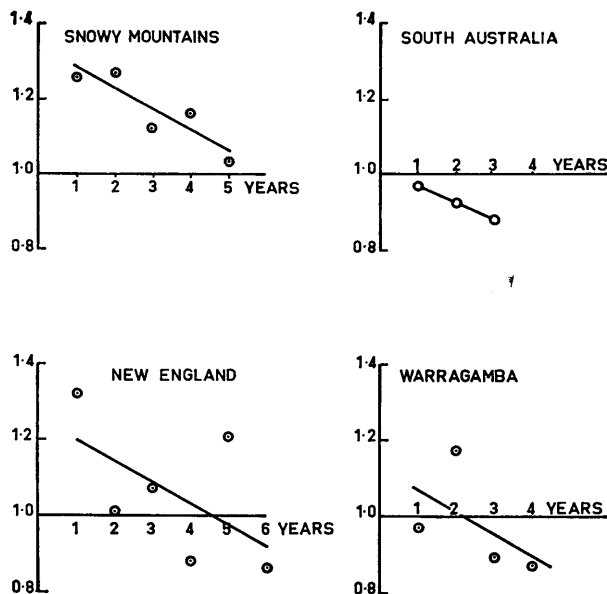 SNOWY MOUNTAINS
1·4
1·2
1·0
0·8
1 2 3 4 5 YEARS
SOUTH AUSTRALIA
1·4
1·2
1·0
0·8
1 2 3 4 YEARS
NEW ENGLAND
1·4
1·2
1·0
0·8
1 2 3 4 5 6 YEARS
WARRAGAMBA
1·4
1·2
1·0
0·8
1 2 3 4 YEARS